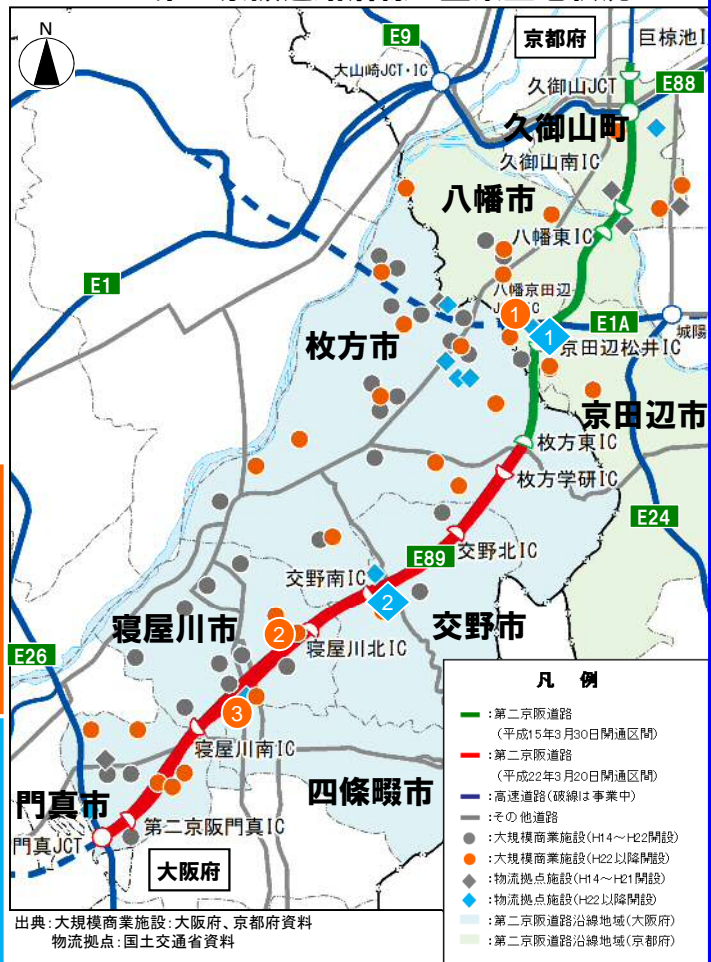 N
E9
京都府
巨椋池I
大山崎JCT・IC
久御山JCT
E88
久御山町
久御山南IC
八幡市
八幡東IC
E1
八幡京田辺
1
E1A
城陽
1
京田辺松井IC
枚方市
京田辺市
枚方東IC
枚方学研IC
E24
交野北IC
E89
交野南IC
2
寝屋川市
2
寝屋川北IC
交野市
E26
3
寝屋川南IC
四條畷市
門真市
第二京阪門真IC
門真JCT
大阪府
凡 例
:第二京阪道路
(平成15年3月30日開通区間)
:第二京阪道路
(平成22年3月20日開通区間)
:高速道路(破線は事業中)
:その他道路
:大規模商業施設(H14~H22開設)
:大規模商業施設(H22以降開設)
:物流拠点施設(H14~H21開設)
:物流拠点施設(H22以降開設)
:第二京阪道路沿線地域(大阪府)
:第二京阪道路沿線地域(京都府)
出典:大規模商業施設:大阪府、京都府資料
物流拠点:国土交通省資料